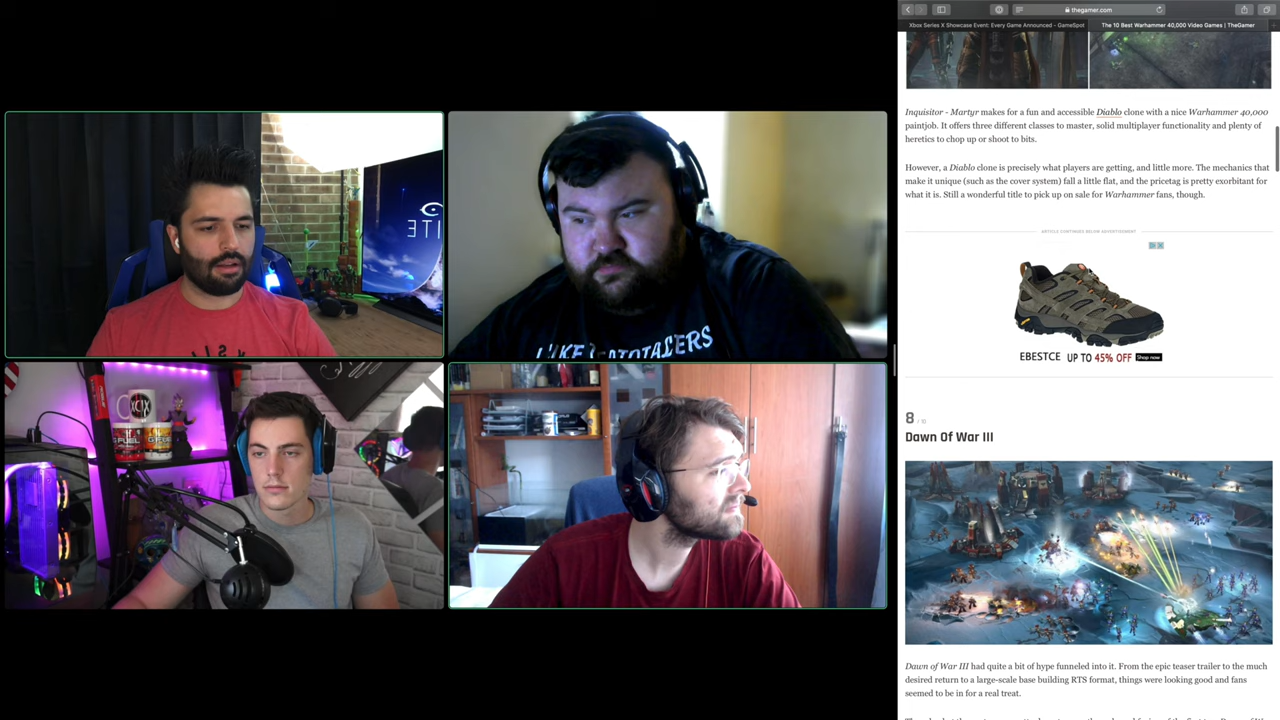 thegamer.com
Xbox Series X Showcase Event: Every Game Announced - GameSpot
The 10 Best Warhammer 40,000 Video Games | TheGamer
Inquisitor - Martyr makes for a fun and accessible Diablo clone with a nice Warhammer 40,000
paintjob. It offers three different classes to master, solid multiplayer functionality and plenty of
heretics to chop up or shoot to bits.
However, a Diablo clone is precisely what players are getting, and little more. The mechanics that
make it unique (such as the cover system) fall a little flat, and the pricetag is pretty exorbitant for
what it is. Still a wonderful title to pick up on sale for Warhammer fans, though.
ARTICLE CONTINUES BELOW ADVERTISEMENT
EBESTCE UP TO 45% OFF Shop now
8 / 10
Dawn Of War III
Dawn of War III had quite a bit of hype funneled into it. From the epic teaser trailer to the much
desired return to a large-scale base building RTS format, things were looking good and fans
seemed to be in for a real treat.
CXCIX
G FUEL
G FUEL